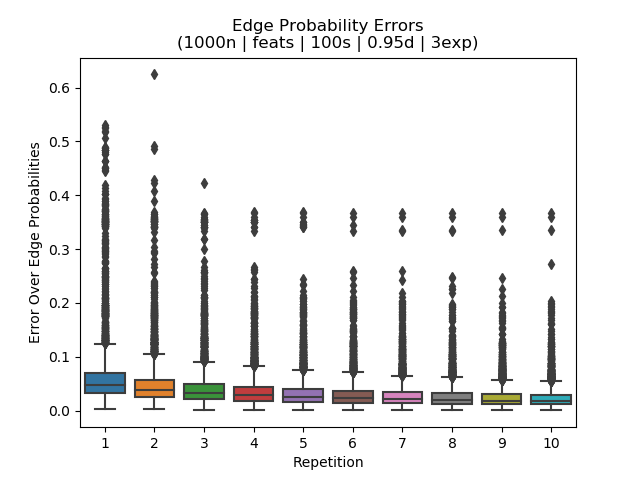 Edge Probability Errors
(1000n | feats | 100s | 0.95d | 3exp)
Error Over Edge Probabilities
0.6
0.5
0.4
0.3
0.2
0.1
0.0
1 2 3 4 5 6 7 8 9 10
Repetition